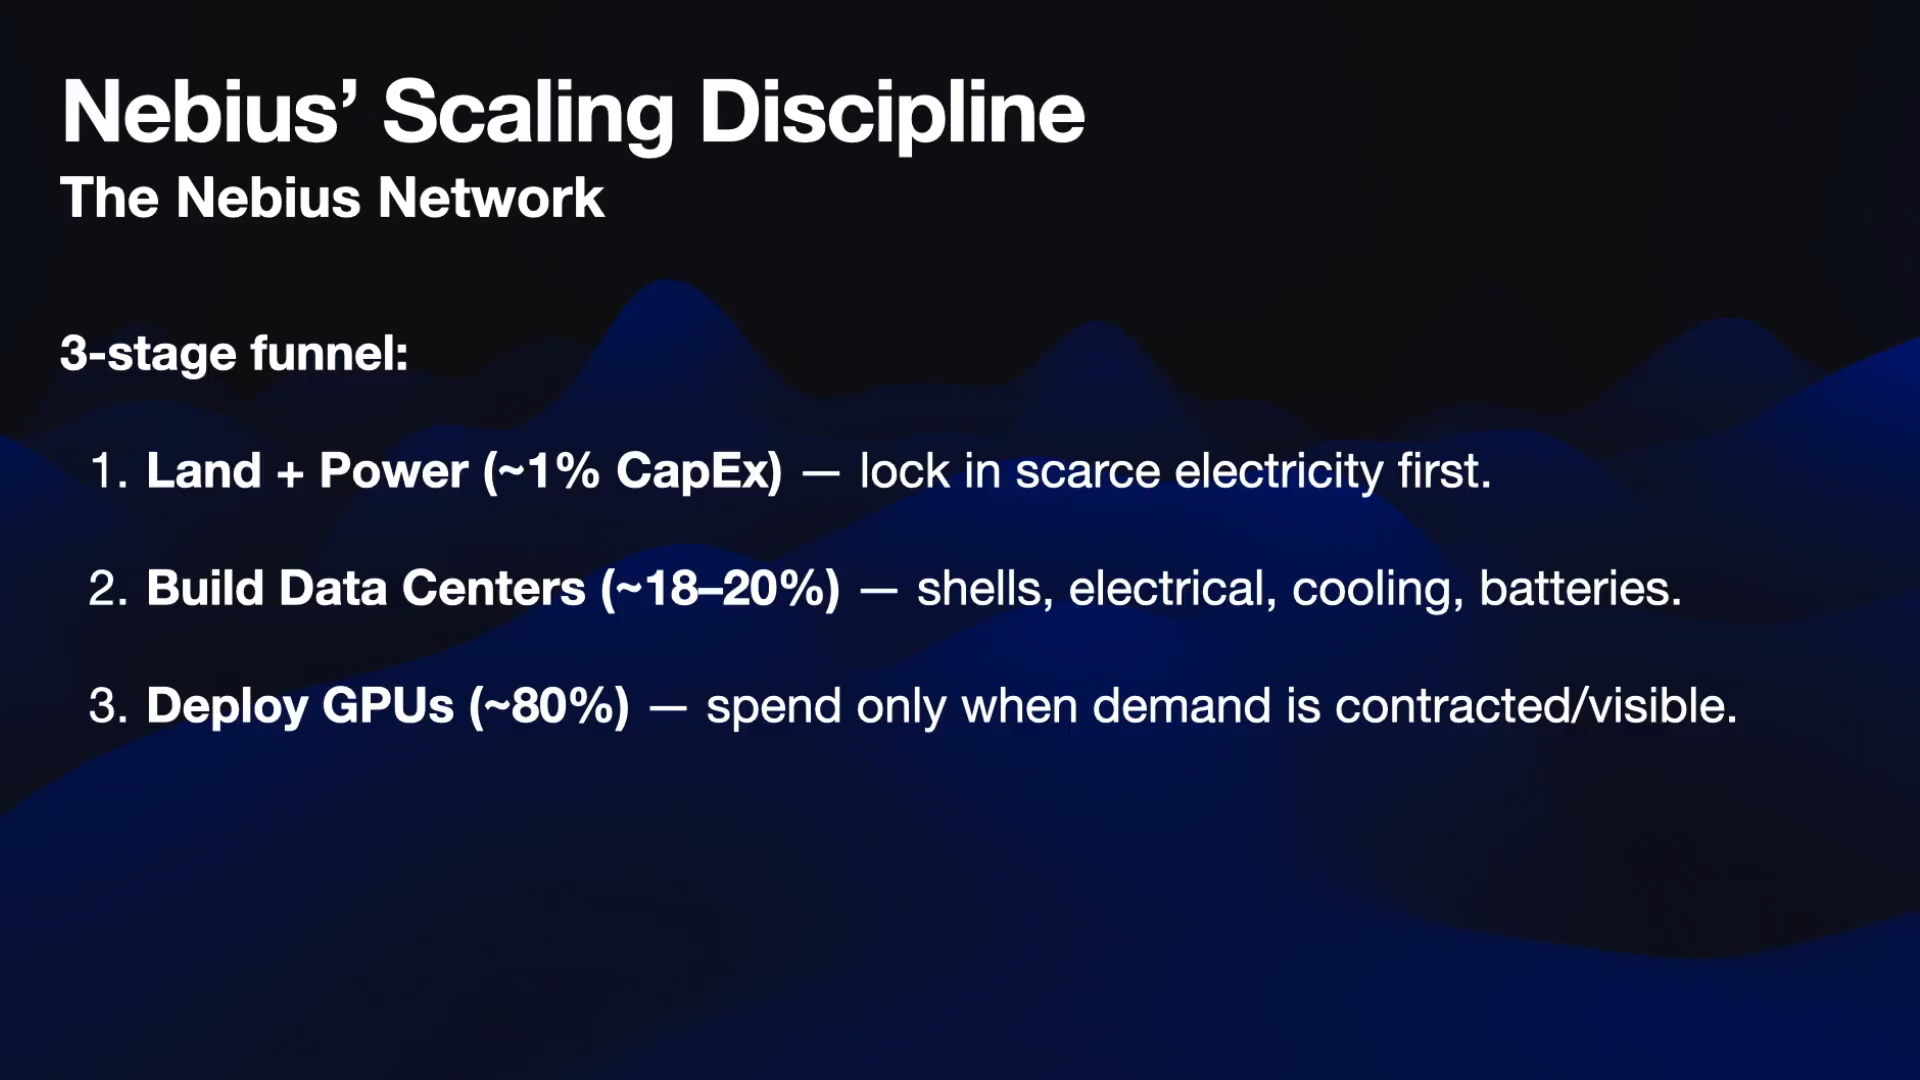 Nebius’ Scaling Discipline
The Nebius Network
3-stage funnel:
1. Land + Power (~1% CapEx) — lock in scarce electricity first.
2. Build Data Centers (~18–20%) — shells, electrical, cooling, batteries.
3. Deploy GPUs (~80%) — spend only when demand is contracted/visible.